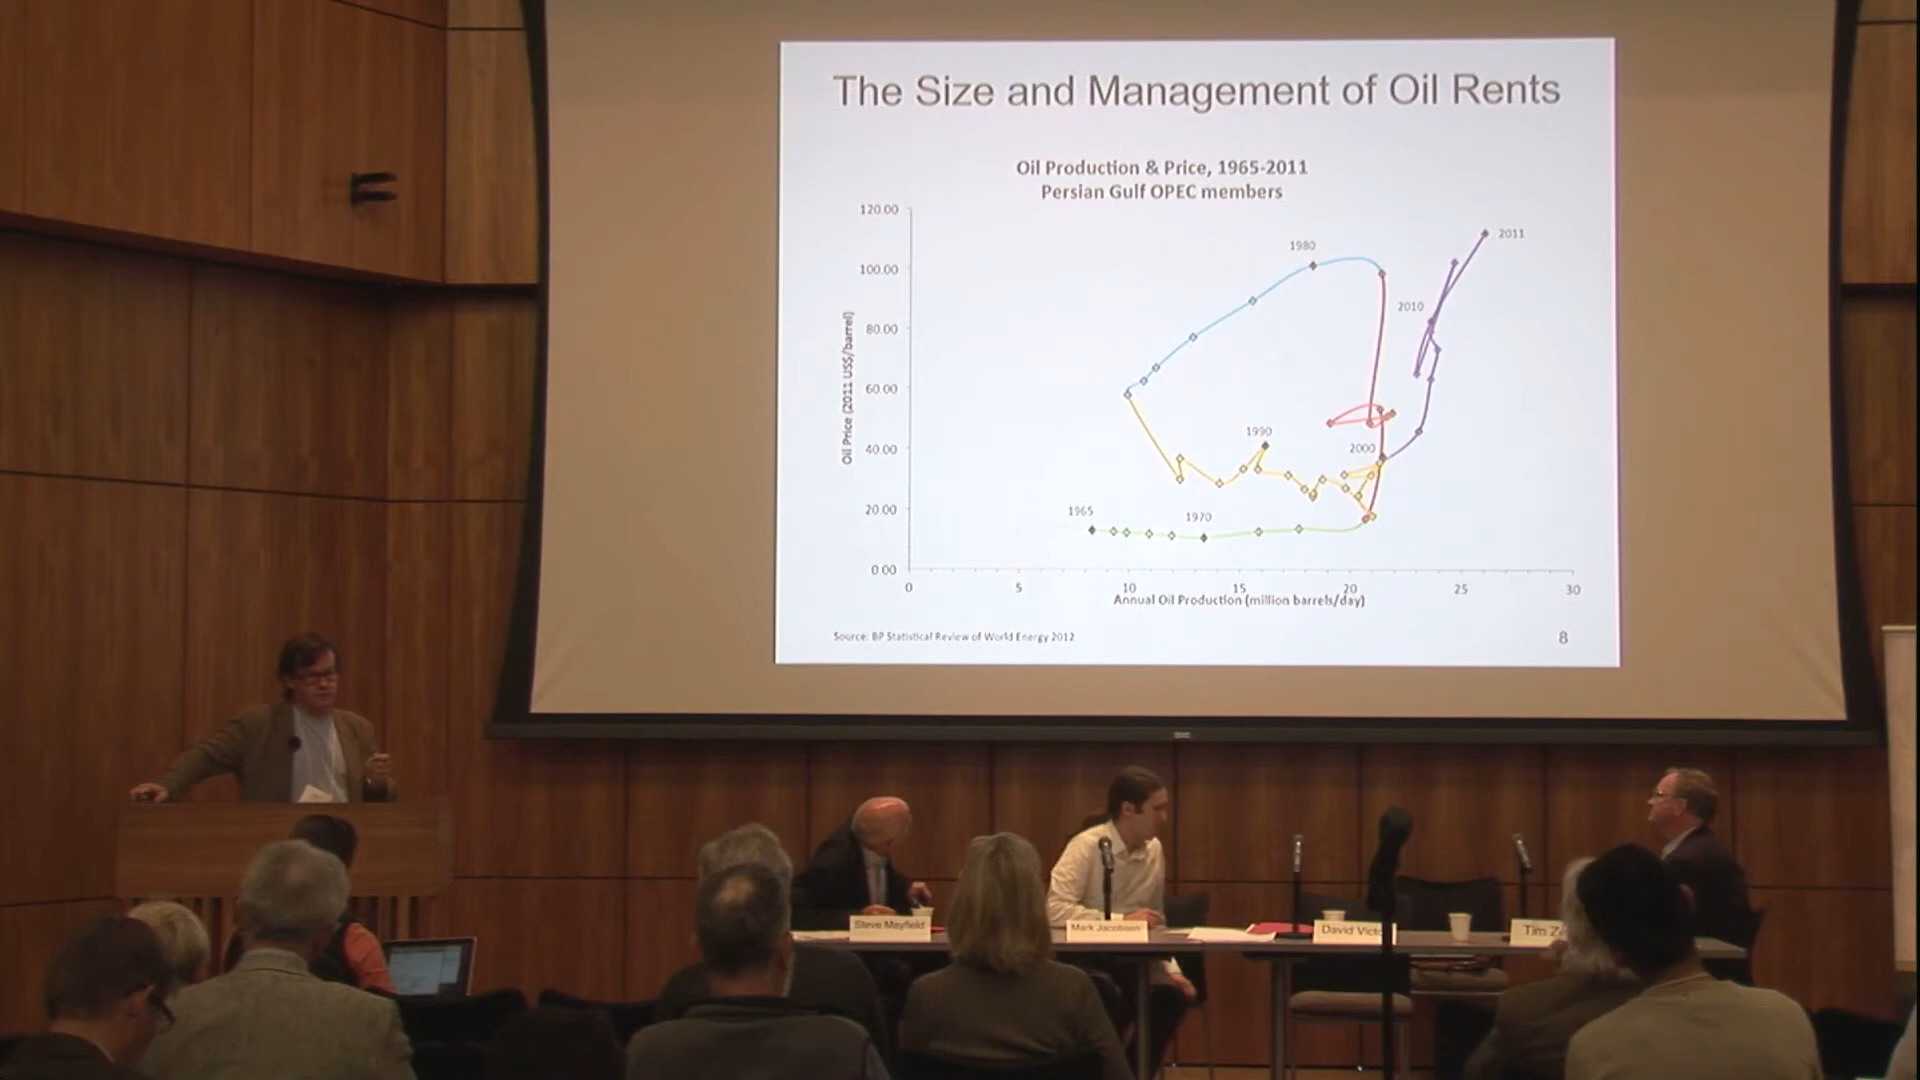 The Size and Management of Oil Rents
Oil Production & Price, 1965-2011
Persian Gulf OPEC members
Oil Price (2011 US$/barrel)
120.00
100.00
80.00
60.00
40.00
20.00
0.00
1980
2011
2010
1990
2000
1965
1970
0
5
10
15
20
25
30
Annual Oil Production (million barrels/day)
Source: BP Statistical Review of World Energy 2012
8
Steve Mayfield
Mark Jacobson
David Victo
Tim Z